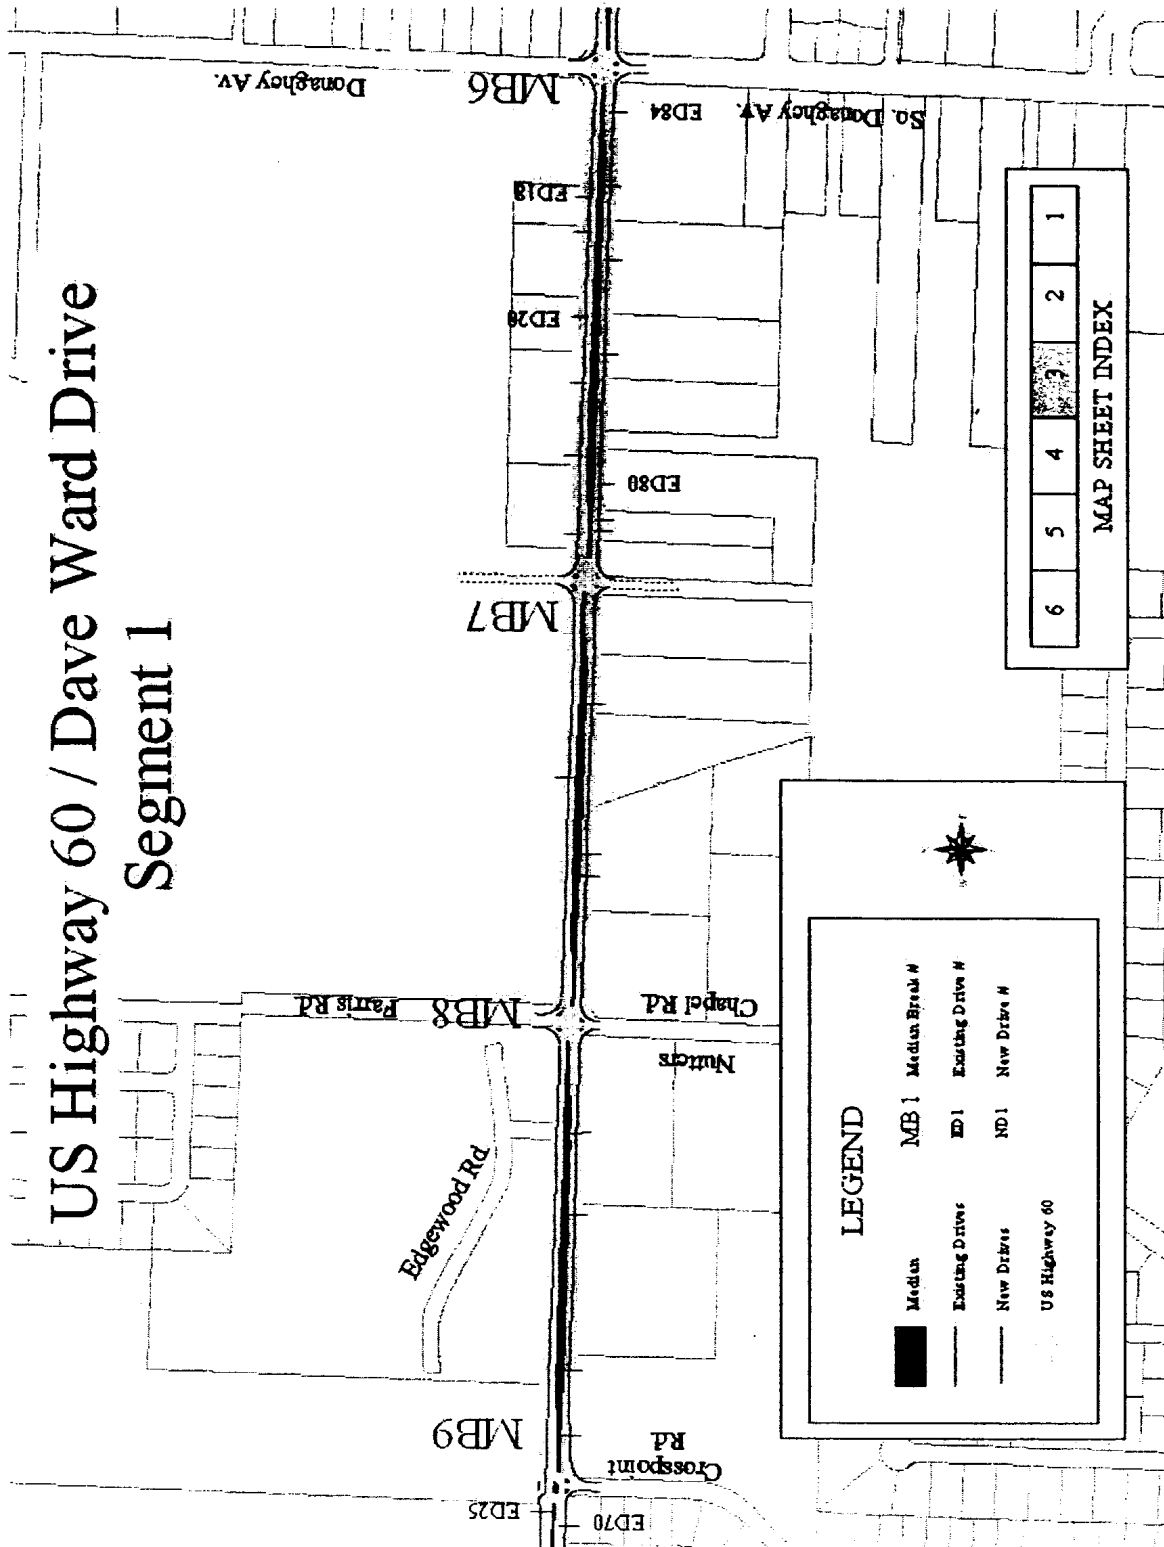 US Highway 60 / Dave Ward Drive
Segment 1
Donaghey Av.
MB6
ED84
So. Donaghey Av.
ED18
ED20
ED80
MB7
Farris Rd.
MB8
Nutters
Chapel Rd.
Edgewood Rd.
MB9
Crosspoint
Rd.
ED25
ED70
LEGEND
Median
MB 1
Median Break #
Existing Drives
ED1
Existing Drive #
New Drives
ND1
New Drive #
US Highway 60
6
5
4
3
2
1
MAP SHEET INDEX